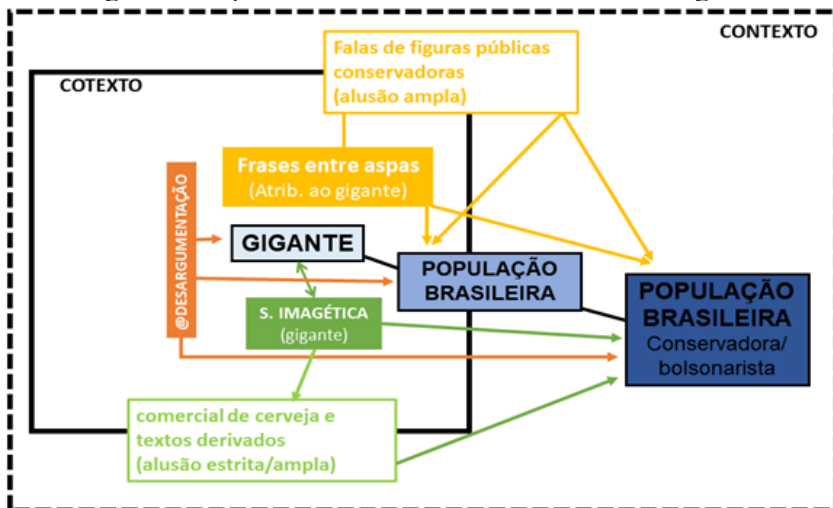 CONTEXTO
Falas de figuras públicas
conservadoras
(alusão ampla)
COTEXTO
Frases entre aspas
(Atrib. ao gigante)
@DESARGUMENTAÇÃO
GIGANTE
POPULAÇÃO
BRASILEIRA
POPULAÇÃO
BRASILEIRA
Conservadora/
bolsonarista
S. IMAGÉTICA
(gigante)
comercial de cerveja e
textos derivados
(alusão estrita/ampla)